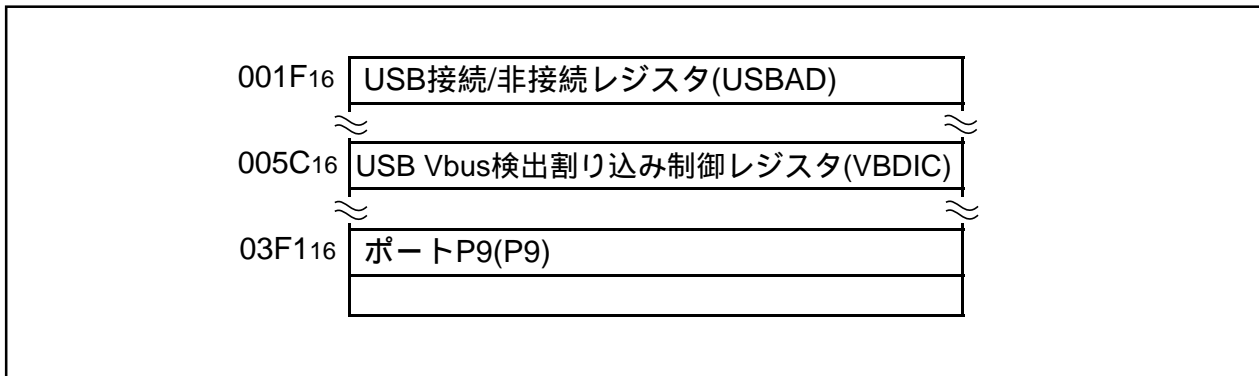 001F16 USB接続/非接続レジスタ(USBAD)
005C16 USB Vbus検出割り込み制御レジスタ(VBDIC)
03F116 ポートP9(P9)